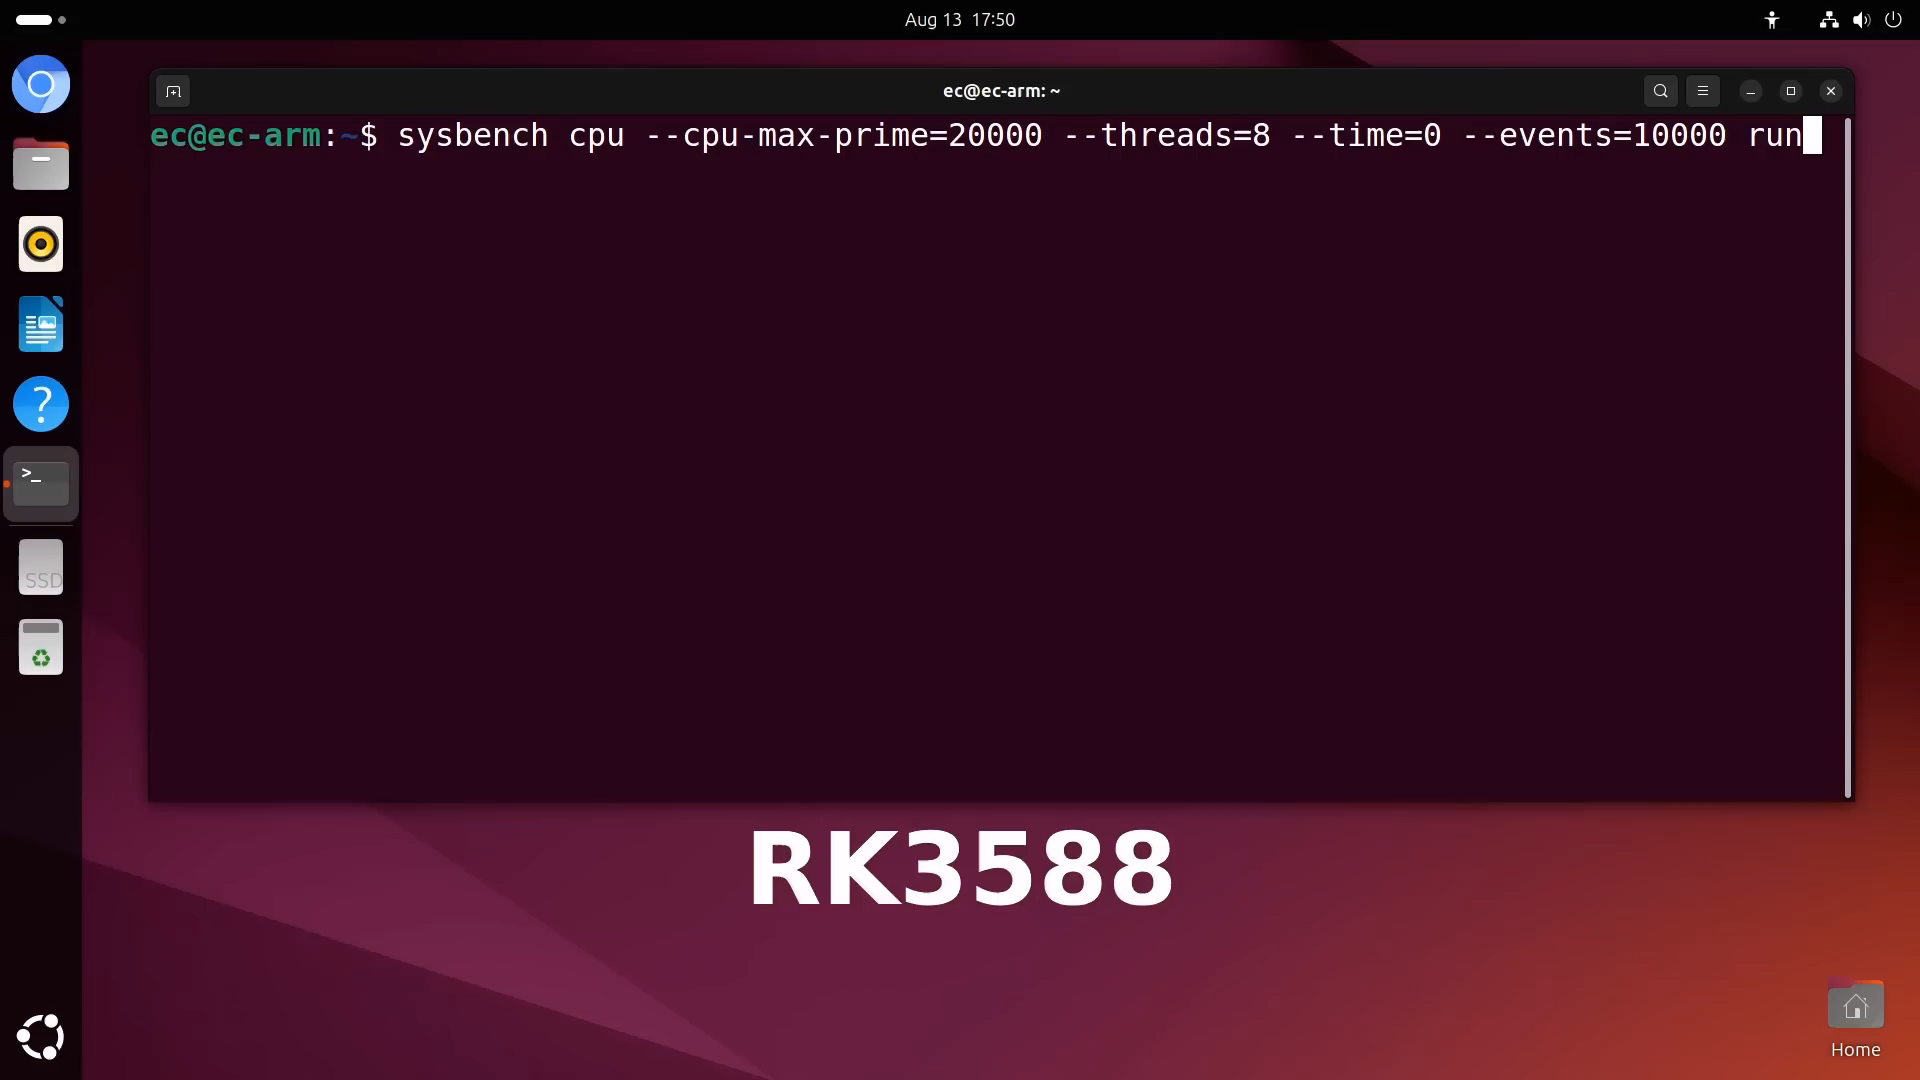 Aug 13 17:50
ec@ec-arm: ~
ec@ec-arm:~$ sysbench cpu --cpu-max-prime=20000 --threads=8 --time=0 --events=10000 run
>_
SSD
RK3588
Home